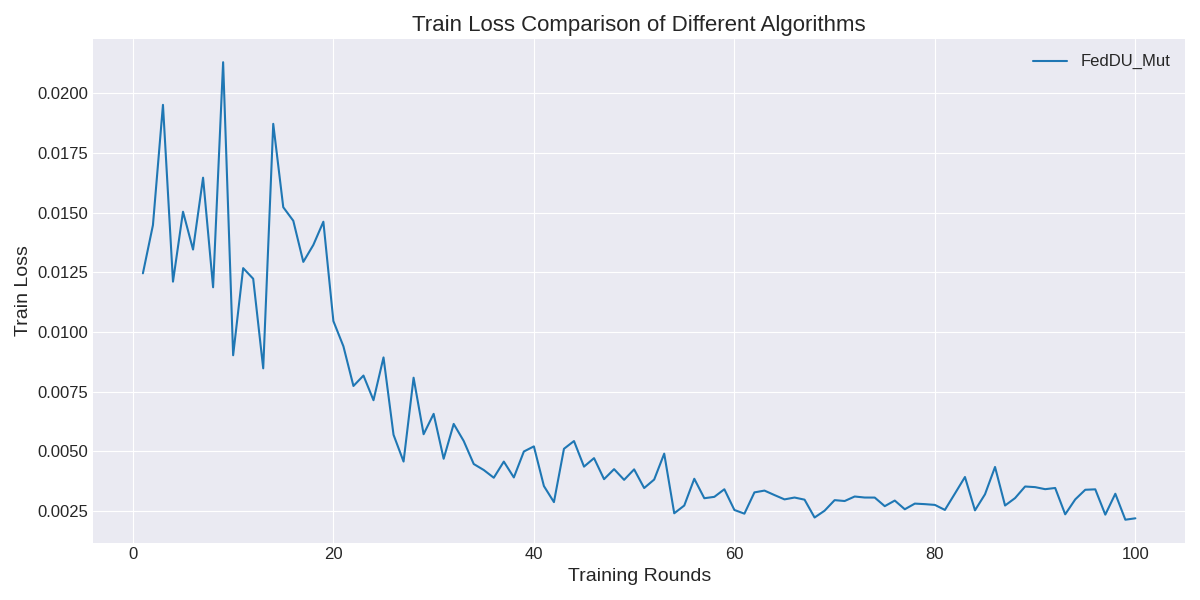 Train Loss Comparison of Different Algorithms
FedDU_Mut
Train Loss
0.0200
0.0175
0.0150
0.0125
0.0100
0.0075
0.0050
0.0025
0 20 40 60 80 100
Training Rounds